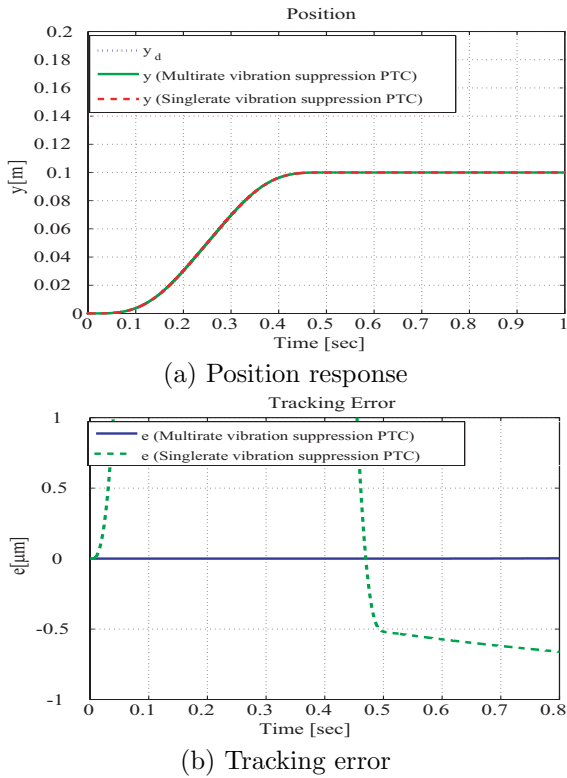 Position
y_d
y (Multirate vibration suppression PTC)
y (Singlerate vibration suppression PTC)
0.2
0.18
0.16
0.14
0.12
0.1
0.08
0.06
0.04
0.02
0
y[m]
0 0.1 0.2 0.3 0.4 0.5 0.6 0.7 0.8 0.9 1
Time [sec]
(a) Position response
Tracking Error
e (Multirate vibration suppression PTC)
e (Singlerate vibration suppression PTC)
1
0.5
0
-0.5
-1
e[μm]
0 0.1 0.2 0.3 0.4 0.5 0.6 0.7 0.8
Time [sec]
(b) Tracking error